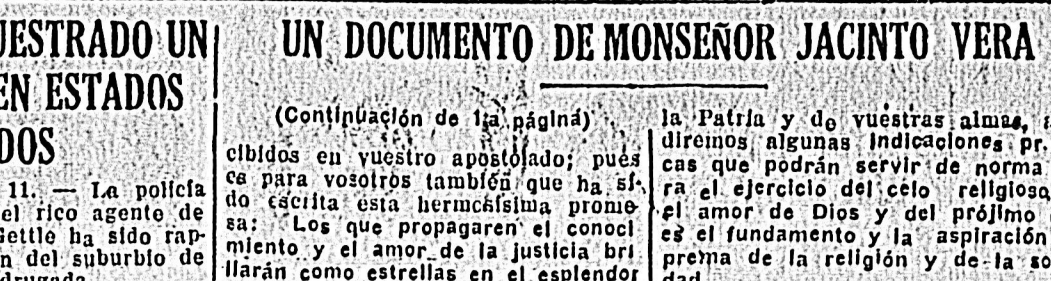 UESTRADO UN
EN ESTADOS
DOS
11. — La policía
el rico agente de
Gettle ha sido rap-
n del suburbio de
drugada
UN DOCUMENTO DE MONSEÑOR JACINTO VERA
(Continuación de 1ra página)
cibidos en vuestro apostolado; pues
es para vosotros también que ha si-
do escrita esta hermosísima prome-
sa: Los que propagaren el conoci
miento y el amor de la justicia bri
llarán como estrellas en el esplendor
la Patria y de vuestras almas, a
diremos algunas indicaciones pr.
cas que podrán servir de norma
ra el ejercicio del celo religioso,
el amor de Dios y del prójimo
es el fundamento y la aspiración
prema de la religión y de la so
dad